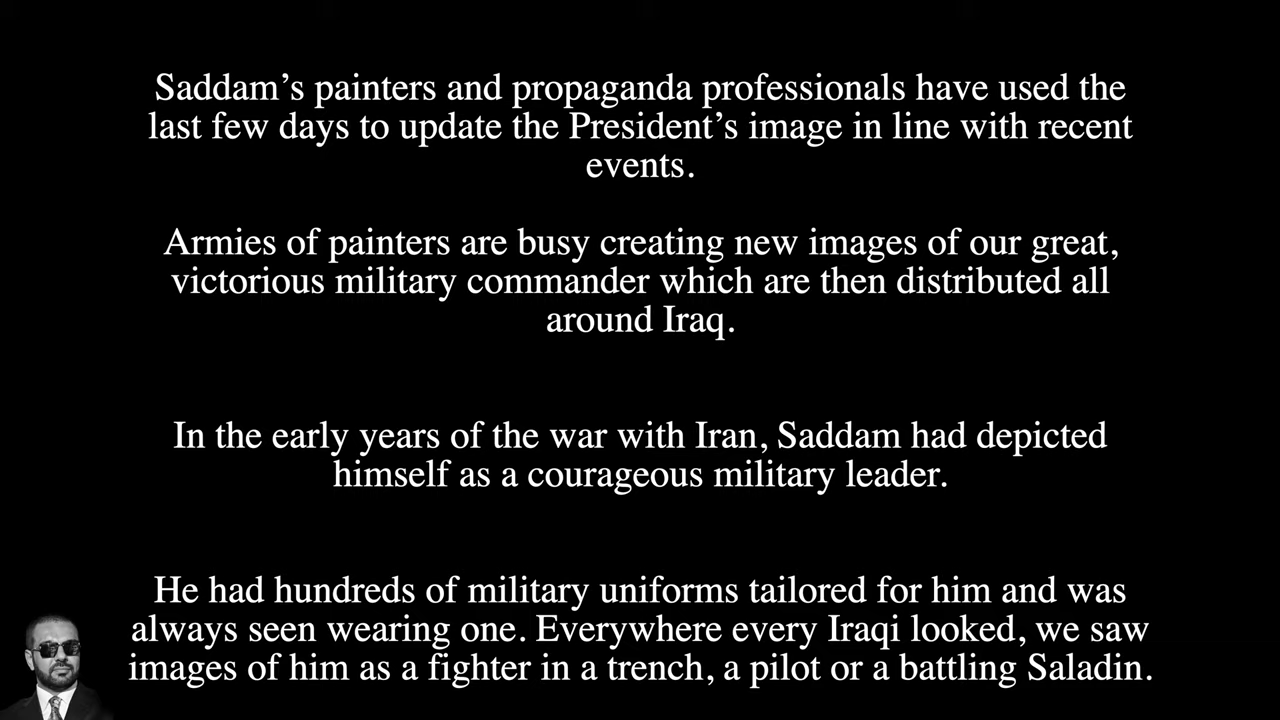 Saddam’s painters and propaganda professionals have used the
last few days to update the President’s image in line with recent
events.
Armies of painters are busy creating new images of our great,
victorious military commander which are then distributed all
around Iraq.
In the early years of the war with Iran, Saddam had depicted
himself as a courageous military leader.
He had hundreds of military uniforms tailored for him and was
always seen wearing one. Everywhere every Iraqi looked, we saw
images of him as a fighter in a trench, a pilot or a battling Saladin.